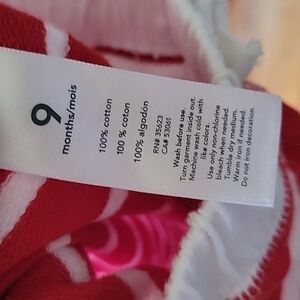 9
months/mois
100% cotton
100 % coton
100% algodón
RN# 35623
CA# 53061
Wash before use.
Turn garment inside out.
Machine wash cold with
like colors.
Use only non-chlorine
bleach when needed.
Tumble dry medium.
Warm iron if needed.
Do not iron decoration.